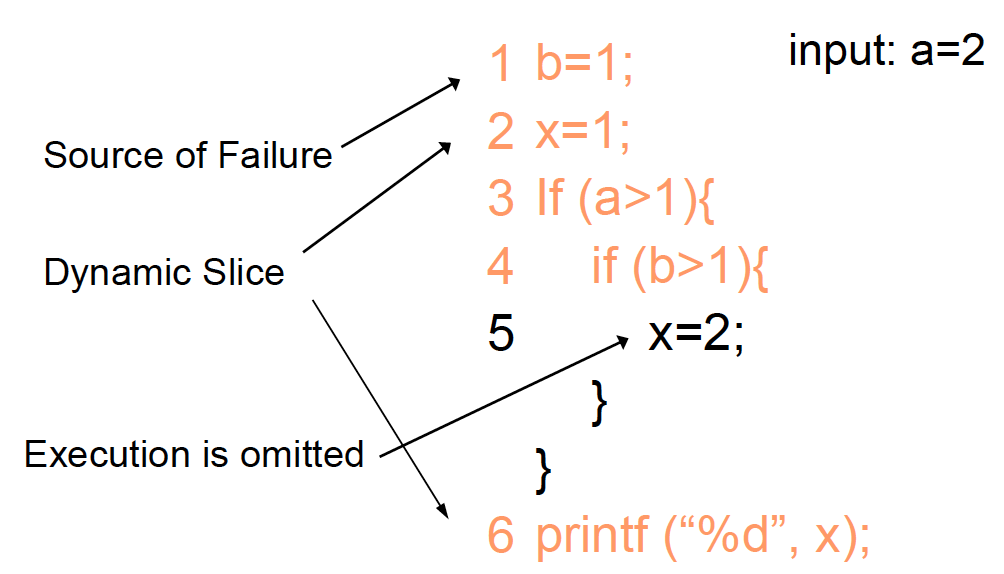 input: a=2
1 b=1;
Source of Failure
2 x=1;
3 If (a>1){
Dynamic Slice
4 if (b>1){
5 x=2;
}
Execution is omitted
}
6 printf (“%d”, x);